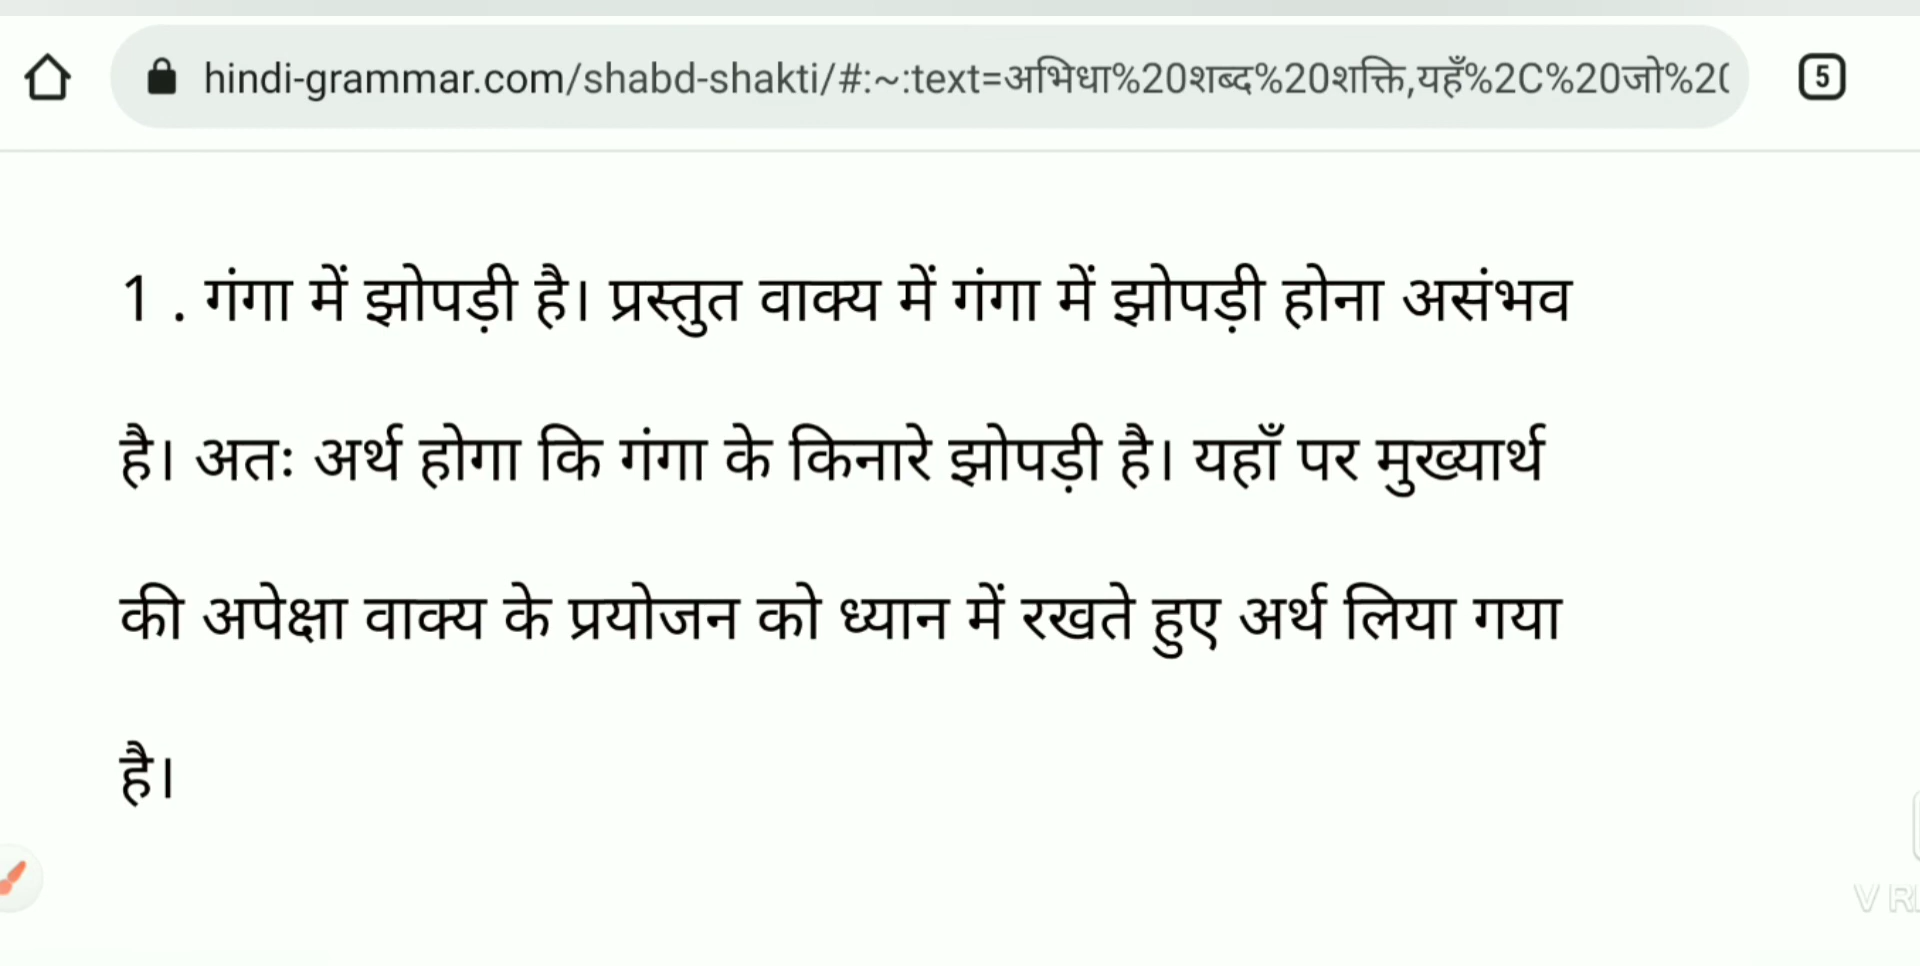 hindi-grammar.com/shabd-shakti/#:~:text=अभिधा%20शब्द%20शक्ति,यहँ%2C%20जो%20
5
1 . गंगा में झोपड़ी है। प्रस्तुत वाक्य में गंगा में झोपड़ी होना असंभव
है। अतः अर्थ होगा कि गंगा के किनारे झोपड़ी है। यहाँ पर मुख्यार्थ
की अपेक्षा वाक्य के प्रयोजन को ध्यान में रखते हुए अर्थ लिया गया
है।